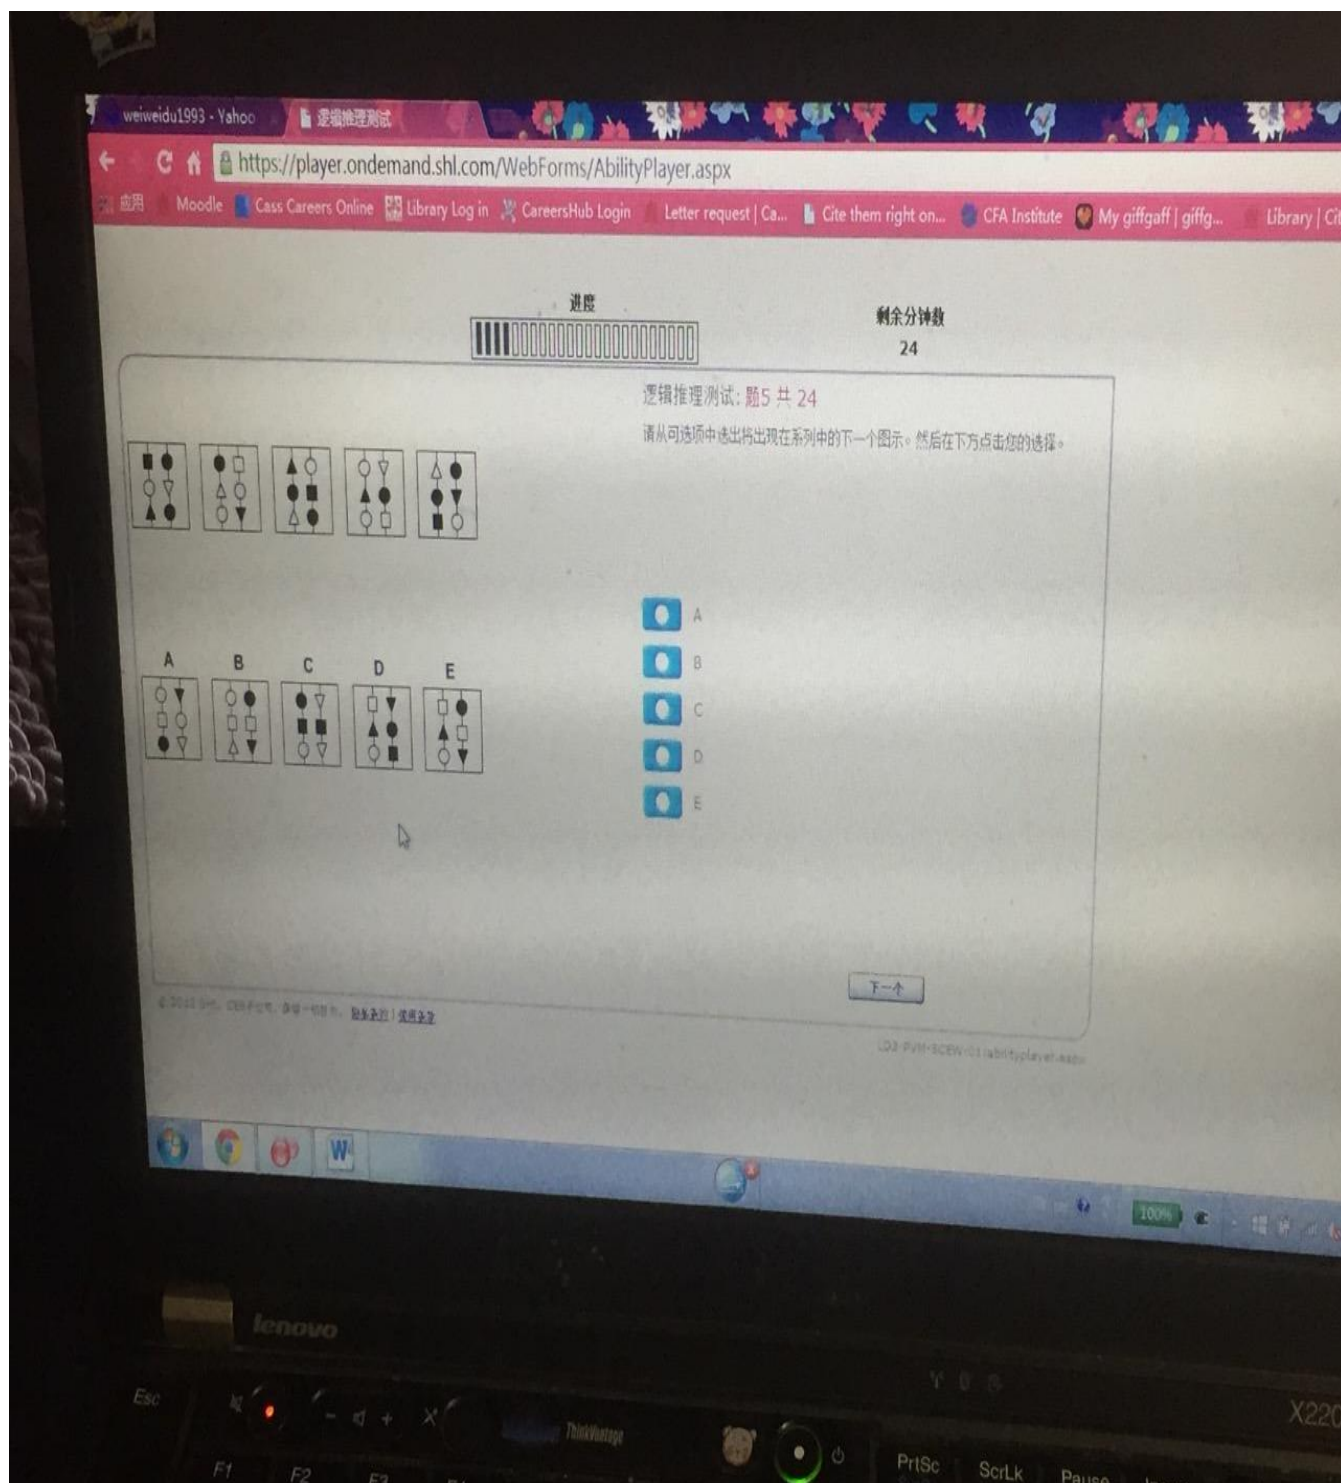 weiweidu1993 - Yahoo
逻辑推理测试
https://player.ondemand.shl.com/WebForms/AbilityPlayer.aspx
应用 Moodle Cass Careers Online Library Log in CareersHub Login Letter request | Ca... Cite them right on... CFA Institute My giffgaff | giffg... Library | Cit
进度
剩余分钟数
24
逻辑推理测试: 题5 共 24
请从可选项中选出将出现在系列中的下一个图示。然后在下方点击您的选择。
A
B
C
D
E
A B C D E
下一个
W
100%
lenovo
X220
Esc
ThinkVantage
F1 F2 F3
PrtSc ScrLk Pause